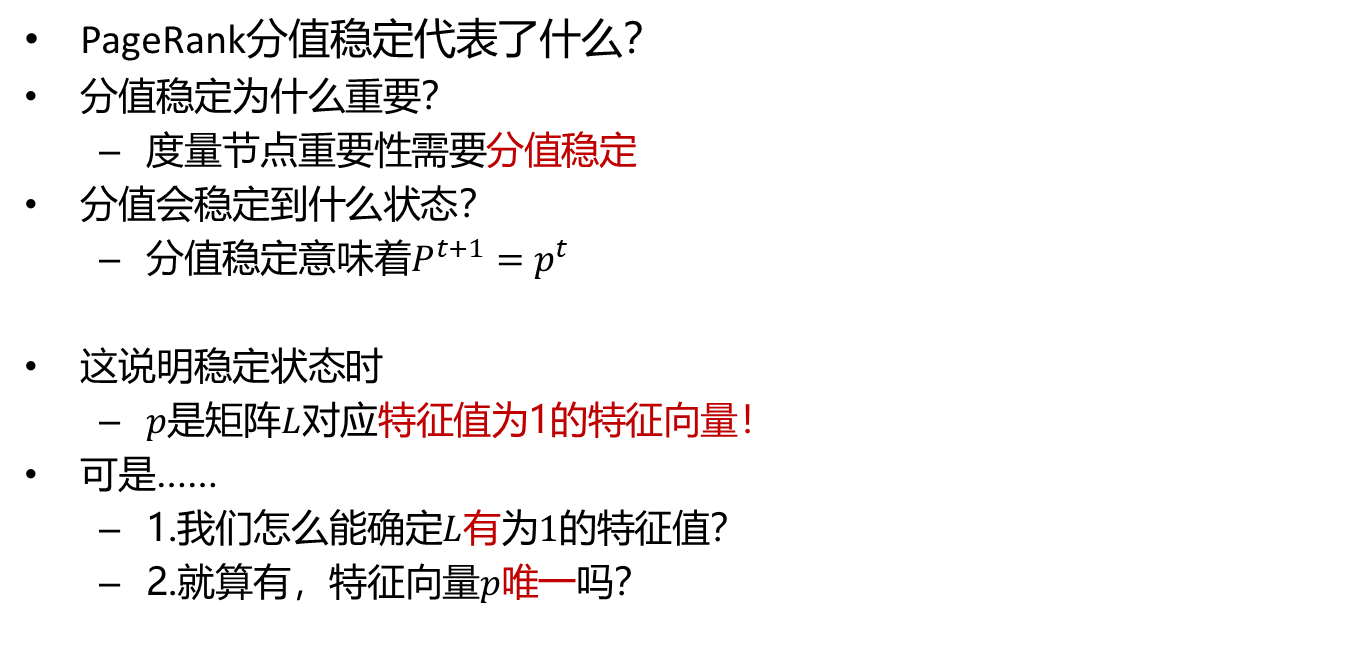 • PageRank分值稳定代表了什么？
• 分值稳定为什么重要？
– 度量节点重要性需要分值稳定
• 分值会稳定到什么状态？
– 分值稳定意味着𝑃^{𝑡+1} = 𝑝^𝑡
• 这说明稳定状态时
– 𝑝是矩阵𝐿对应特征值为1的特征向量！
• 可是……
– 1.我们怎么能确定𝐿有为1的特征值？
– 2.就算有，特征向量𝑝唯一吗？